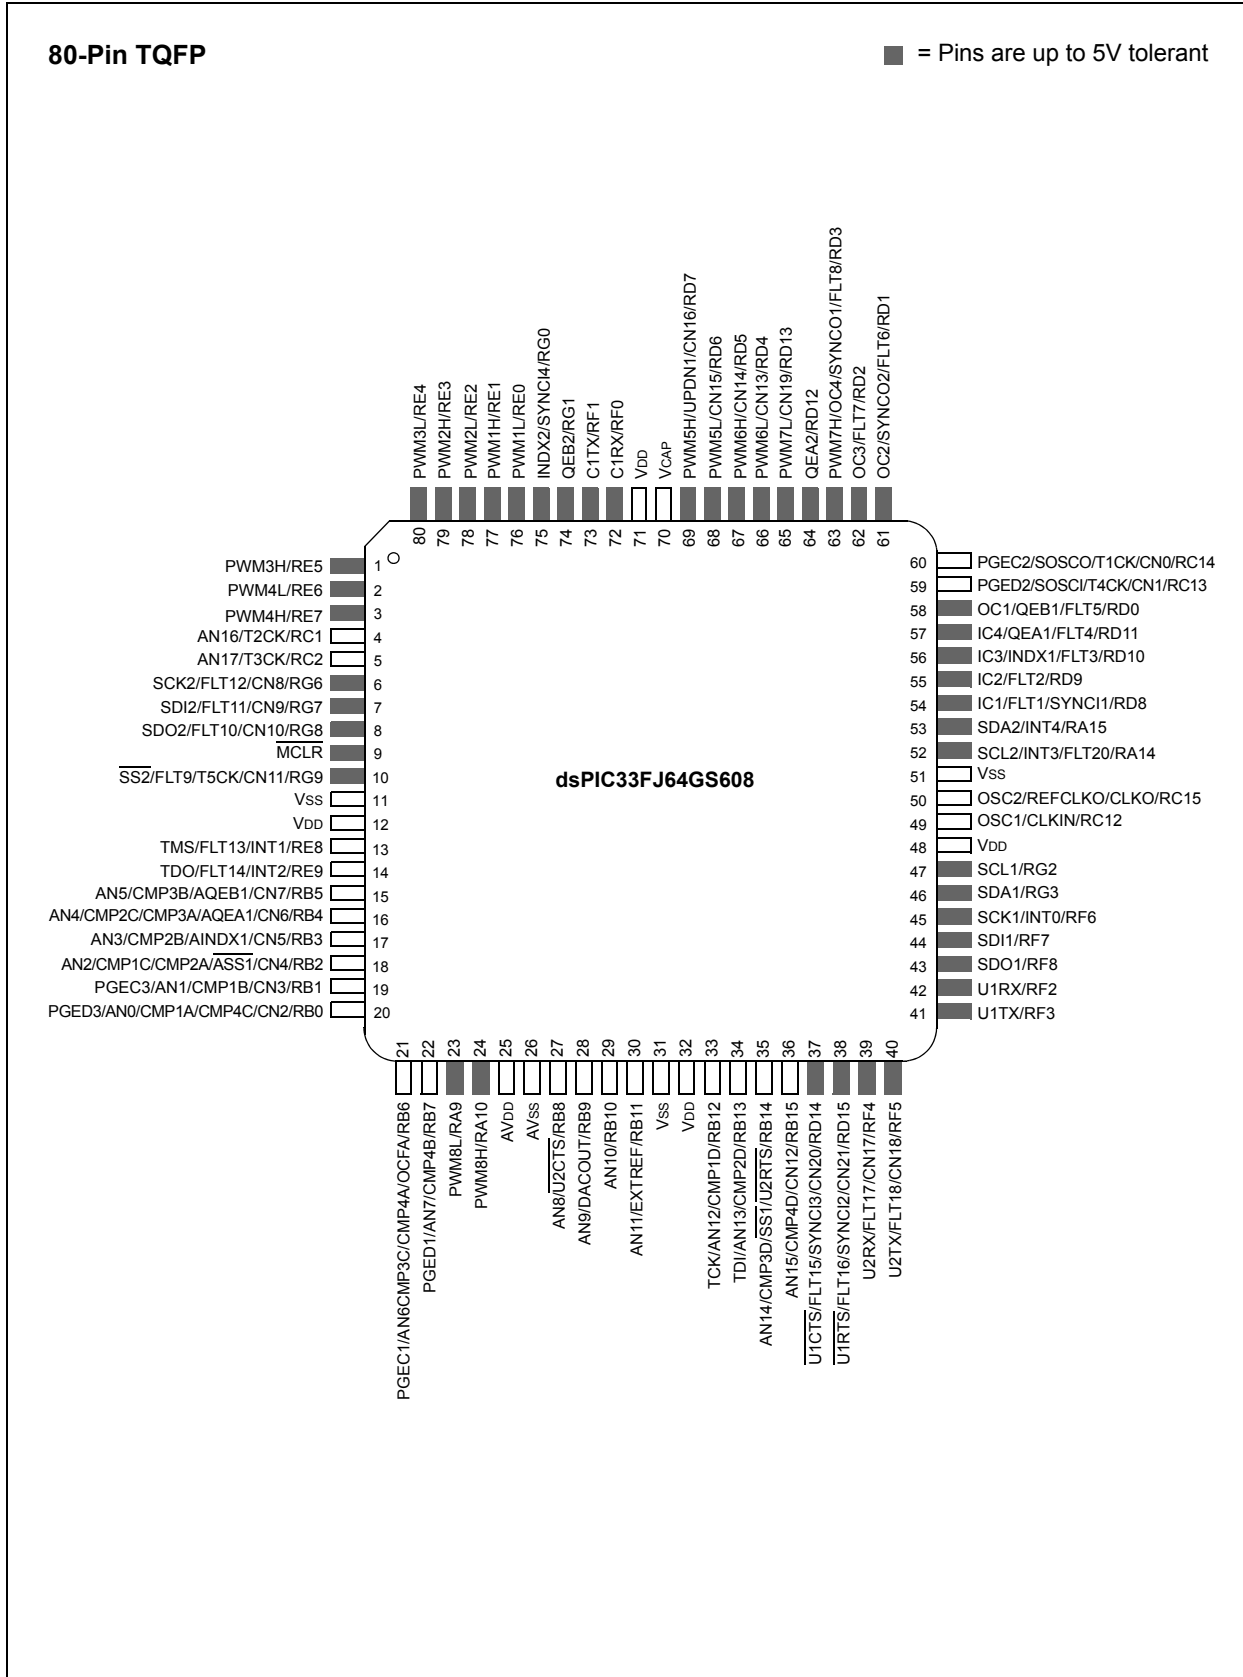 80-Pin TQFP
= Pins are up to 5V tolerant
PWM3L/RE4
PWM2H/RE3
PWM2L/RE2
PWM1H/RE1
PWM1L/RE0
INDX2/SYNCI4/RG0
QEB2/RG1
C1TX/RF1
C1RX/RF0
VDD
VCAP
PWM5H/UPDN1/CN16/RD7
PWM5L/CN15/RD6
PWM6H/CN14/RD5
PWM6L/CN13/RD4
PWM7L/CN19/RD13
QEA2/RD12
PWM7H/OC4/SYNCO1/FLT8/RD3
OC3/FLT7/RD2
OC2/SYNCO2/FLT6/RD1
80
79
78
77
76
75
74
73
72
71
70
69
68
67
66
65
64
63
62
61
PWM3H/RE5 1
PWM4L/RE6 2
PWM4H/RE7 3
AN16/T2CK/RC1 4
AN17/T3CK/RC2 5
SCK2/FLT12/CN8/RG6 6
SDI2/FLT11/CN9/RG7 7
SDO2/FLT10/CN10/RG8 8
MCLR 9
SS2/FLT9/T5CK/CN11/RG9 10
VSS 11
VDD 12
TMS/FLT13/INT1/RE8 13
TDO/FLT14/INT2/RE9 14
AN5/CMP3B/AQEB1/CN7/RB5 15
AN4/CMP2C/CMP3A/AQEA1/CN6/RB4 16
AN3/CMP2B/AINDX1/CN5/RB3 17
AN2/CMP1C/CMP2A/ASS1/CN4/RB2 18
PGEC3/AN1/CMP1B/CN3/RB1 19
PGED3/AN0/CMP1A/CMP4C/CN2/RB0 20
dsPIC33FJ64GS608
60 PGEC2/SOSCO/T1CK/CN0/RC14
59 PGED2/SOSCI/T4CK/CN1/RC13
58 OC1/QEB1/FLT5/RD0
57 IC4/QEA1/FLT4/RD11
56 IC3/INDX1/FLT3/RD10
55 IC2/FLT2/RD9
54 IC1/FLT1/SYNCI1/RD8
53 SDA2/INT4/RA15
52 SCL2/INT3/FLT20/RA14
51 VSS
50 OSC2/REFCLKO/CLKO/RC15
49 OSC1/CLKIN/RC12
48 VDD
47 SCL1/RG2
46 SDA1/RG3
45 SCK1/INT0/RF6
44 SDI1/RF7
43 SDO1/RF8
42 U1RX/RF2
41 U1TX/RF3
21
22
23
24
25
26
27
28
29
30
31
32
33
34
35
36
37
38
39
40
PGEC1/AN6CMP3C/CMP4A/OCFA/RB6
PGED1/AN7/CMP4B/RB7
PWM8L/RA9
PWM8H/RA10
AVDD
AVSS
AN8/U2CTS/RB8
AN9/DACOUT/RB9
AN10/RB10
AN11/EXTREF/RB11
VSS
VDD
TCK/AN12/CMP1D/RB12
TDI/AN13/CMP2D/RB13
AN14/CMP3D/SS1/U2RTS/RB14
AN15/CMP4D/CN12/RB15
U1CTS/FLT15/SYNCI3/CN20/RD14
U1RTS/FLT16/SYNCI2/CN21/RD15
U2RX/FLT17/CN17/RF4
U2TX/FLT18/CN18/RF5